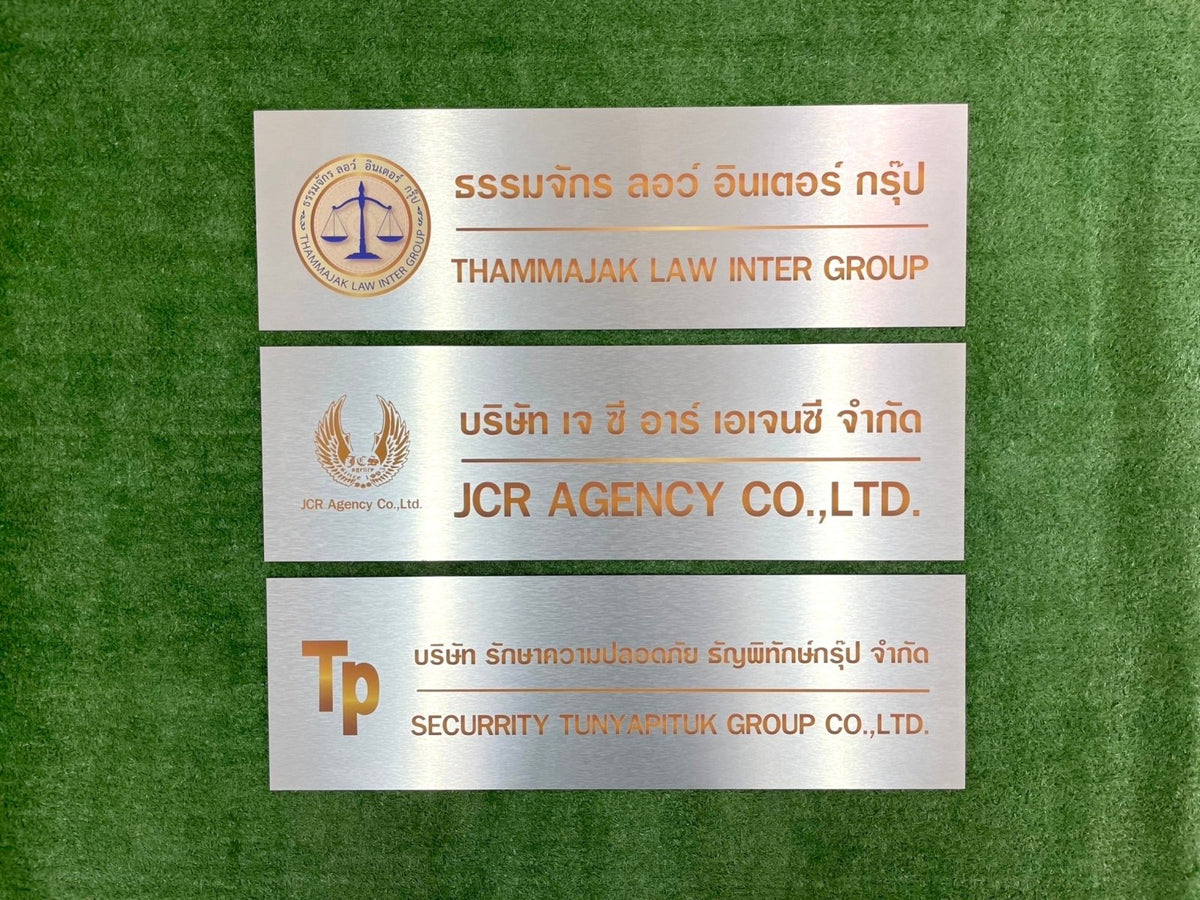 ธรรมจักร ลอว์ อินเตอร์ กรุ๊ป
THAMMAJAK LAW INTER GROUP
ธรรมจักร ลอว์ อินเตอร์ กรุ๊ป
THAMMAJAK LAW INTER GROUP
JCS
agency
JCR Agency Co.,Ltd.
บริษัท เจ ซี อาร์ เอเจนซี จำกัด
JCR AGENCY CO.,LTD.
Tp
บริษัท รักษาความปลอดภัย ธัญพิทักษ์กรุ๊ป จำกัด
SECURRITY TUNYAPITUK GROUP CO.,LTD.